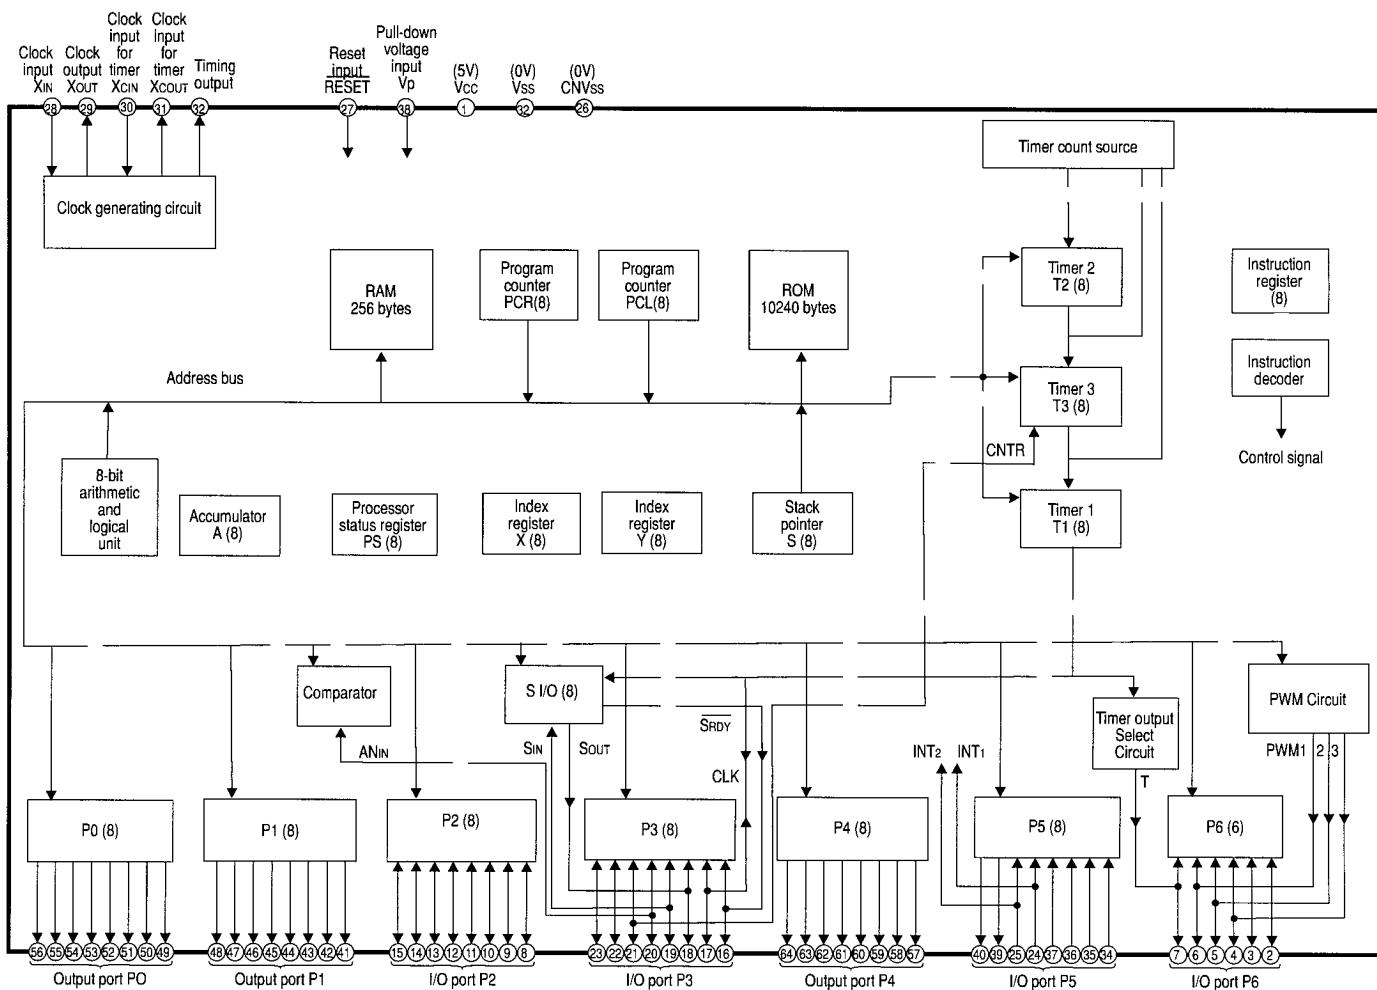 Clock
input
XIN
Clock
output
XOUT
Clock
input
for
timer
XCIN
Clock
Input
for
timer
XCOUT
Timing
output
Reset
input
RESET
Pull-down
voltage
input
Vp
(5V)
VCC
(0V)
VSS
(0V)
CNVSS
28 29 30 31 32 27 38 1 32 26
Clock generating circuit
Timer count source
RAM
256 bytes
Program
counter
PCR(8)
Program
counter
PCL(8)
ROM
10240 bytes
Timer 2
T2 (8)
Instruction
register
(8)
Address bus
Timer 3
T3 (8)
Instruction
decoder
CNTR
Control signal
8-bit
arithmetic
and
logical
unit
Accumulator
A (8)
Processor
status register
PS (8)
Index
register
X (8)
Index
register
Y (8)
Stack
pointer
S (8)
Timer 1
T1 (8)
Comparator
S I/O (8)
SRDY
Timer output
Select
Circuit
PWM Circuit
ANIN
SIN
SOUT
CLK
INT2
INT1
T
PWM1 2 3
P0 (8)
P1 (8)
P2 (8)
P3 (8)
P4 (8)
P5 (8)
P6 (6)
56 55 54 53 52 51 50 49
48 47 46 45 44 43 42 41
15 14 13 12 11 10 9 8
23 22 21 20 19 18 17 16
64 63 62 61 60 59 58 57
40 39 25 24 37 36 35 34
7 6 5 4 3 2
Output port PO
Output port P1
I/O port P2
I/O port P3
Output port P4
I/O port P5
I/O port P6